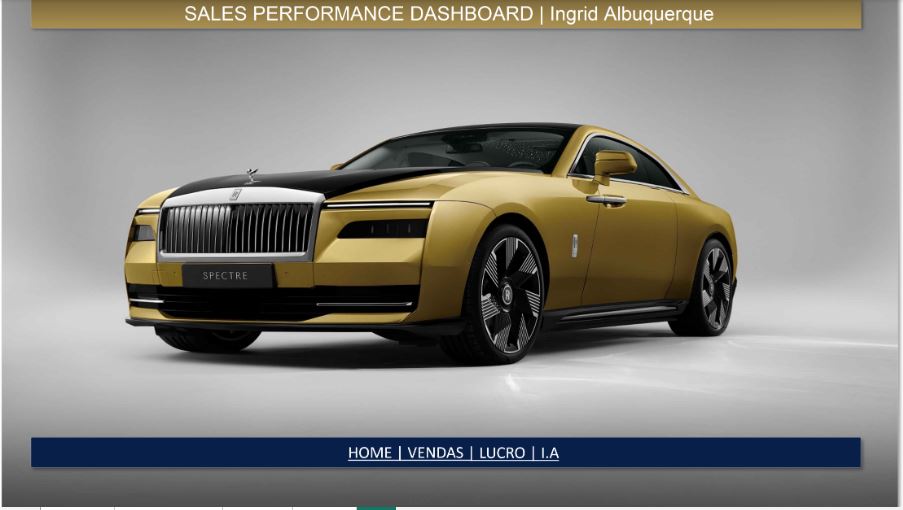 SALES PERFORMANCE DASHBOARD | Ingrid Albuquerque
SPECTRE
HOME | VENDAS | LUCRO | I.A